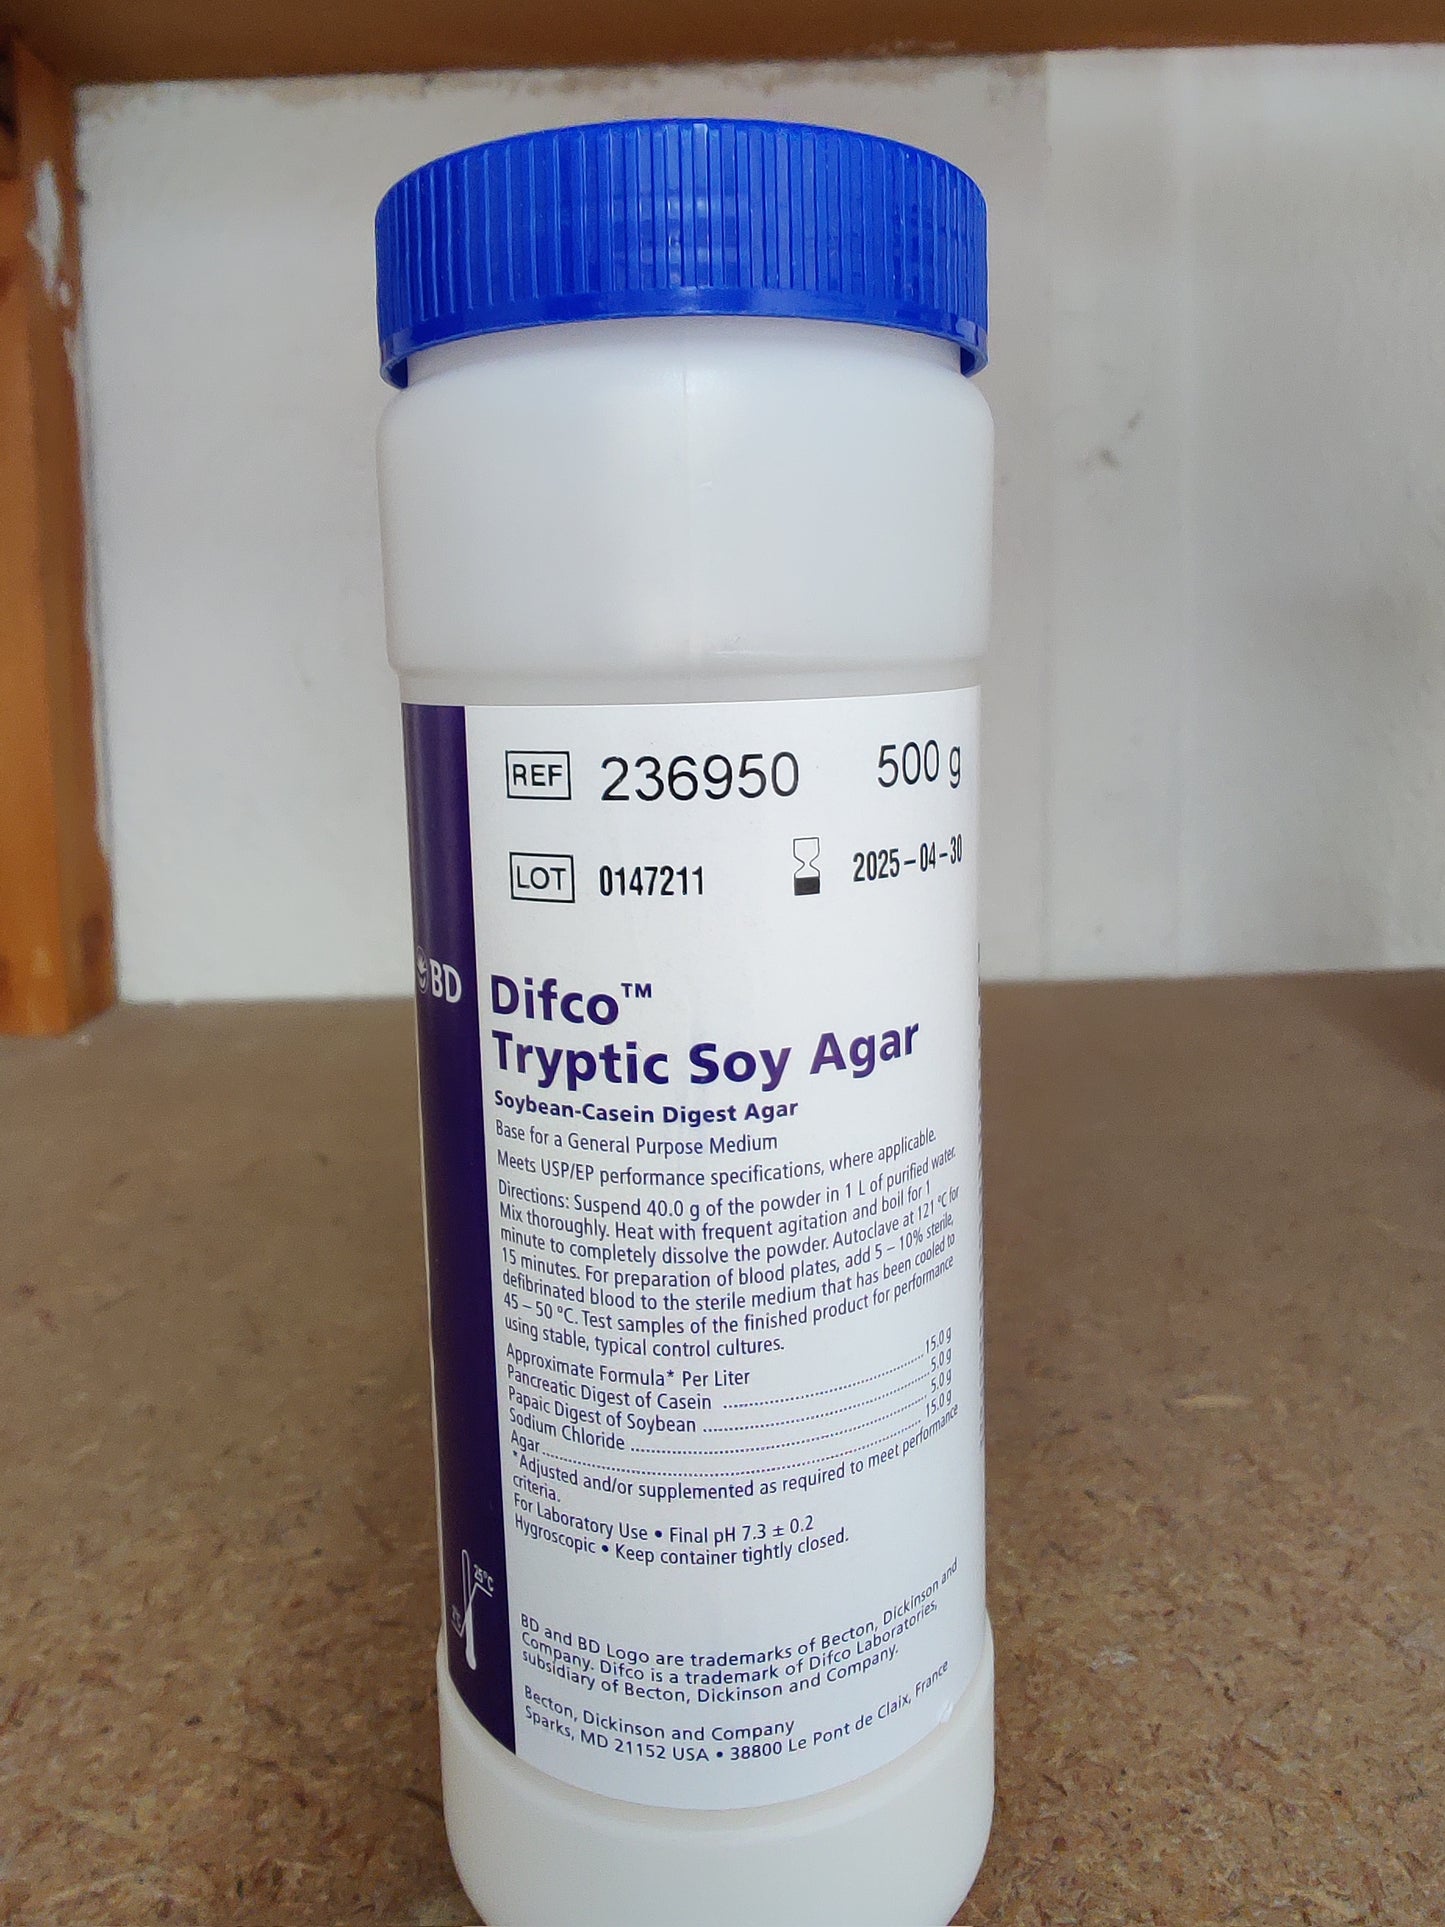 REF 236950 500 g
LOT 0147211 2025-04-30
BD
Difco™
Tryptic Soy Agar
Soybean-Casein Digest Agar
Base for a General Purpose Medium
Meets USP/EP performance specifications, where applicable.
Directions: Suspend 40.0 g of the powder in 1 L of purified water.
Mix thoroughly. Heat with frequent agitation and boil for 1
minute to completely dissolve the powder. Autoclave at 121 °C for
15 minutes. For preparation of blood plates, add 5 – 10% sterile,
defibrinated blood to the sterile medium that has been cooled to
45 – 50 °C. Test samples of the finished product for performance
using stable, typical control cultures.
Approximate Formula* Per Liter
Pancreatic Digest of Casein ........ 15.0 g
Papaic Digest of Soybean ........ 5.0 g
Sodium Chloride ........ 5.0 g
Agar ........ 15.0 g
*Adjusted and/or supplemented as required to meet performance
criteria.
For Laboratory Use • Final pH 7.3 ± 0.2
Hygroscopic • Keep container tightly closed.
25°C
2°C
BD and BD Logo are trademarks of Becton, Dickinson and
Company. Difco is a trademark of Difco Laboratories,
subsidiary of Becton, Dickinson and Company.
Becton, Dickinson and Company
Sparks, MD 21152 USA • 38800 Le Pont de Claix, France